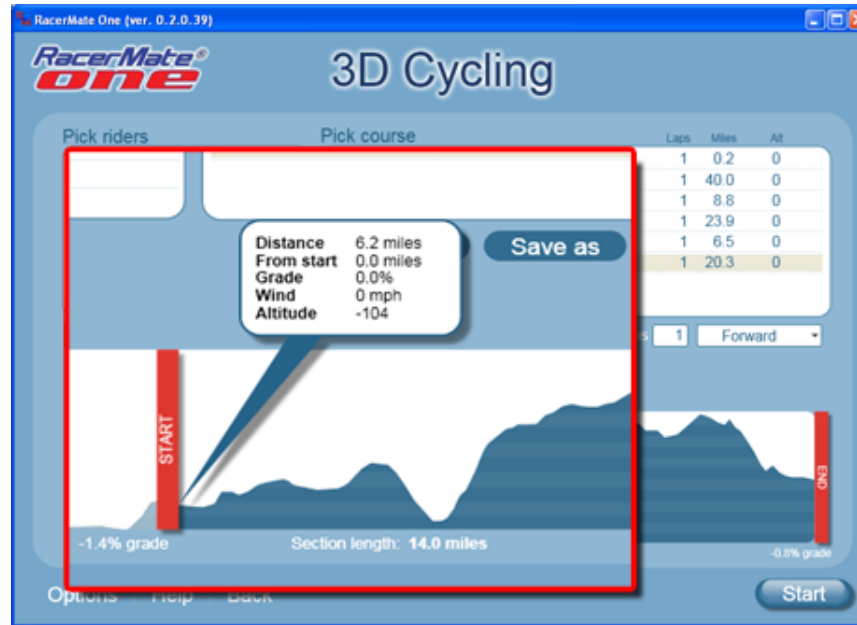 RacerMate One (ver. 0.2.0.39)
RacerMate®
one
3D Cycling
Pick riders
Pick course
Laps Miles Alt
1 0.2 0
1 40.0 0
1 8.8 0
1 23.9 0
1 6.5 0
1 20.3 0
Distance 6.2 miles
From start 0.0 miles
Grade 0.0%
Wind 0 mph
Altitude -104
Save as
1 Forward
START
END
-1.4% grade
Section length: 14.0 miles
-0.8% grade
Options Help Back
Start